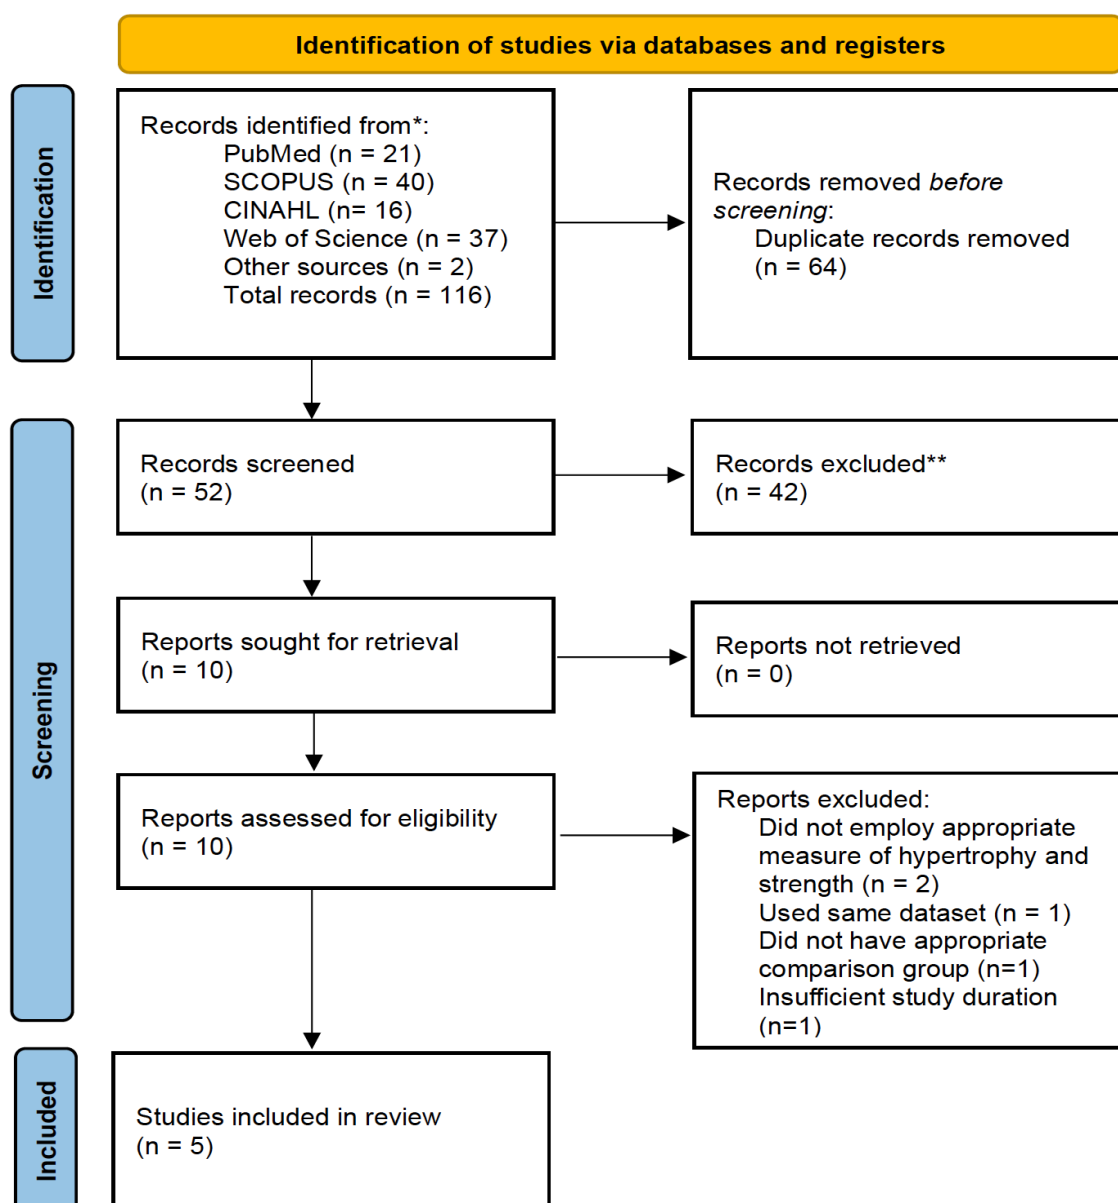 Identification of studies via databases and registers
Identification
Records identified from*:
PubMed (n = 21)
SCOPUS (n = 40)
CINAHL (n= 16)
Web of Science (n = 37)
Other sources (n = 2)
Total records (n = 116)
Records removed before
screening:
Duplicate records removed
(n = 64)
Screening
Records screened
(n = 52)
Records excluded**
(n = 42)
Reports sought for retrieval
(n = 10)
Reports not retrieved
(n = 0)
Reports assessed for eligibility
(n = 10)
Reports excluded:
Did not employ appropriate
measure of hypertrophy and
strength (n = 2)
Used same dataset (n = 1)
Did not have appropriate
comparison group (n=1)
Insufficient study duration
(n=1)
Included
Studies included in review
(n = 5)